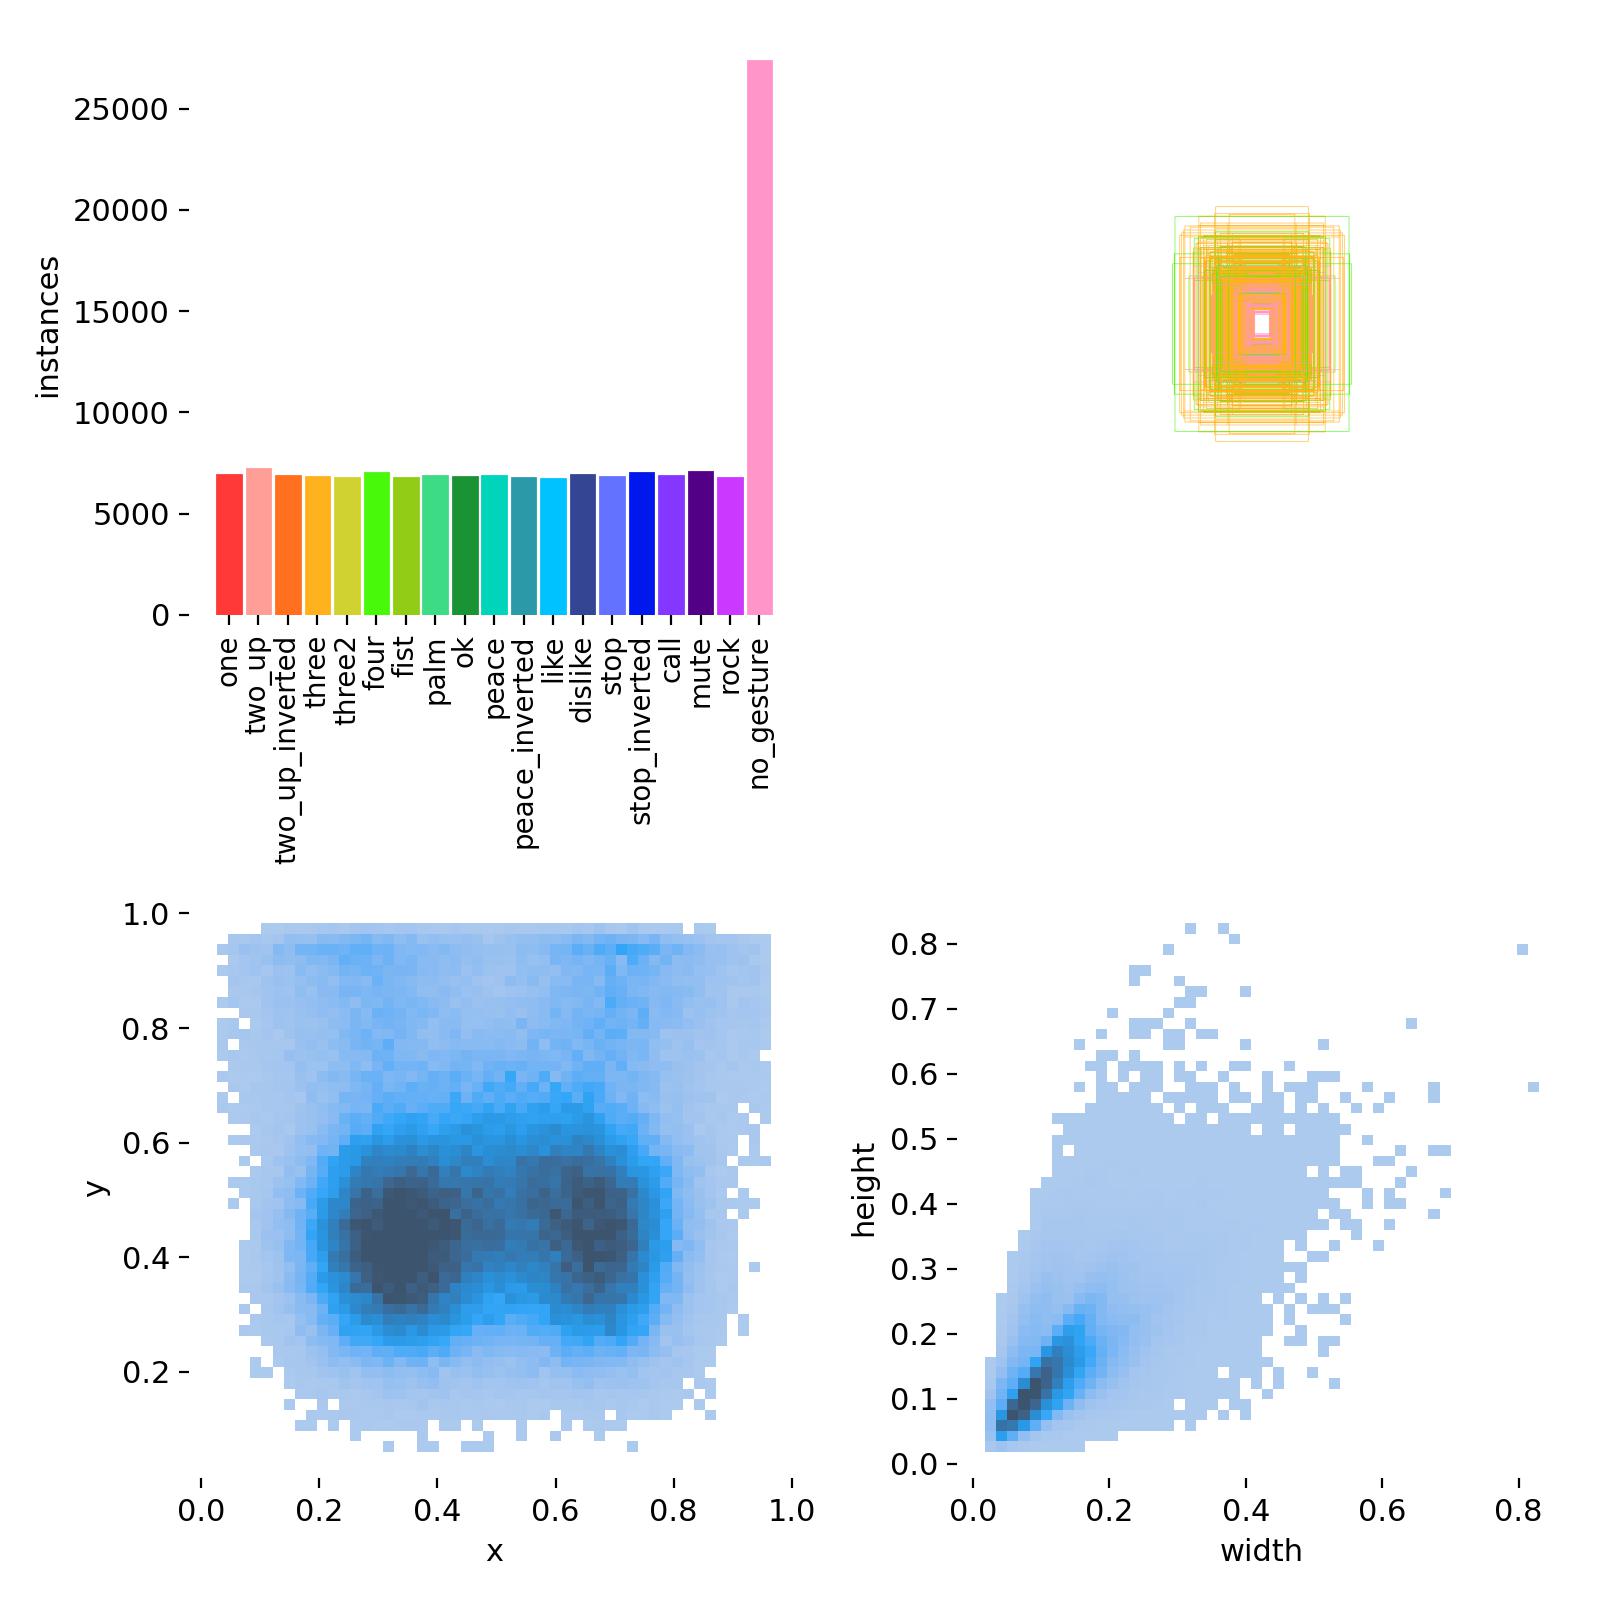 25000
20000
15000
10000
5000
0
instances
one
two_up
two_up_inverted
three
three2
four
fist
palm
ok
peace
peace_inverted
like
dislike
stop
stop_inverted
call
mute
rock
no_gesture
1.0
0.8
0.6
0.4
0.2
y
0.0 0.2 0.4 0.6 0.8 1.0
x
0.8
0.7
0.6
0.5
0.4
0.3
0.2
0.1
0.0
height
0.0 0.2 0.4 0.6 0.8
width